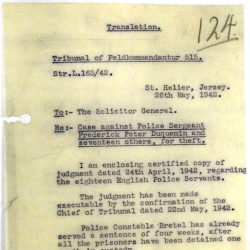 124
Translation.
Tribunal of Feldkommandantur 515.
Str.L.163/42.
St. Helier, Jersey.
26th May, 1942.
To:- The Solicitor General.
Re:- Case against Police Sergeant
Frederick Peter Duquemin and
seventeen others, for theft.
I am enclosing certified copy of
judgment dated 24th April, 1942, regarding
the eighteen English Police Servants.
The judgment has been made
executable by the confirmation of the
Chief of Tribunal dated 22nd May, 1942.
Police Constable Brehal has already
served a sentence of four weeks, after
all the prisoners have been detained